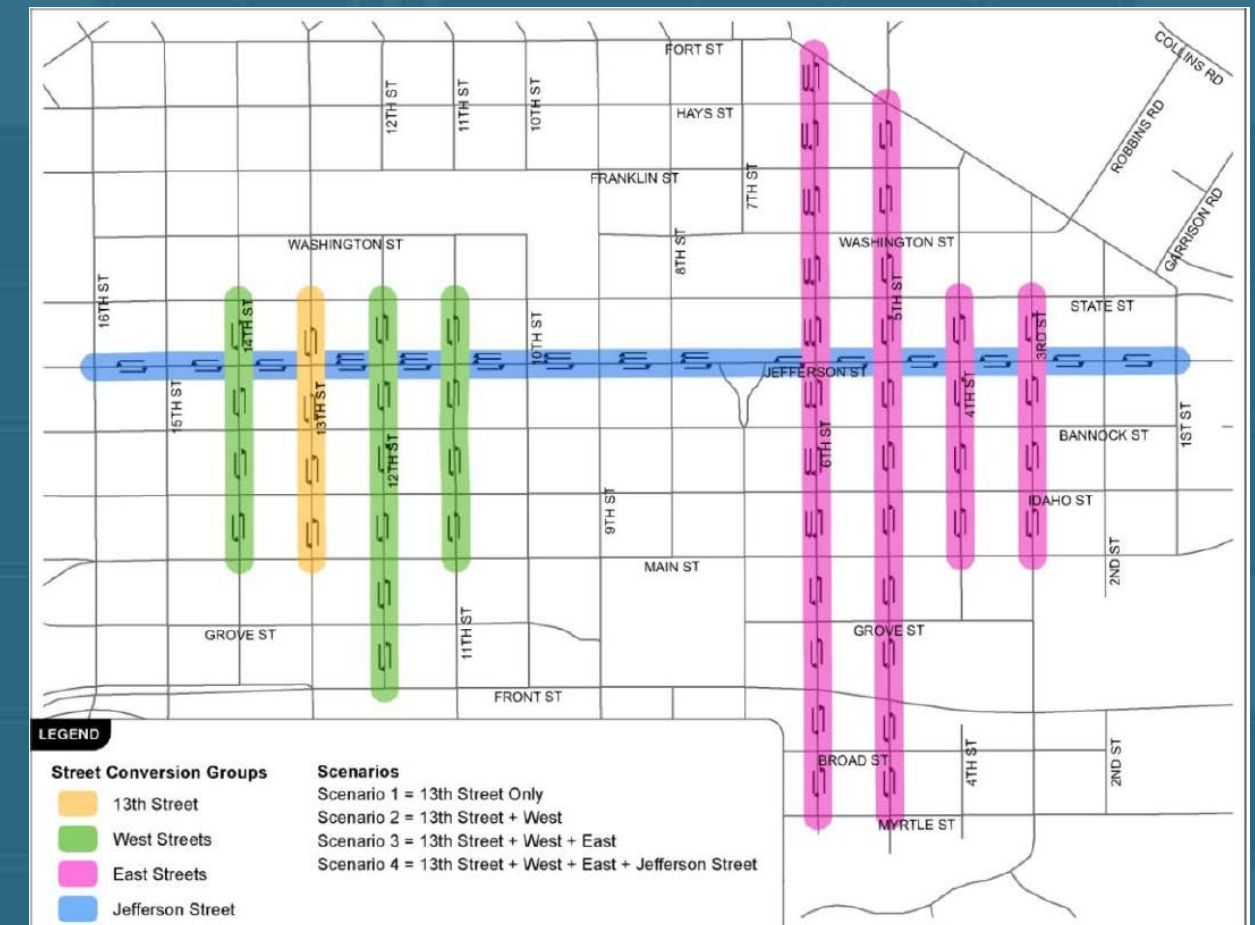 FORT ST
COLLINS RD
12TH ST
11TH ST
10TH ST
HAYS ST
ROBBINS RD
FRANKLIN ST
7TH ST
GARRISON RD
WASHINGTON ST
8TH ST
WASHINGTON ST
16TH ST
14TH ST
5TH ST
STATE ST
10TH ST
3RD ST
JEFFERSON ST
15TH ST
13TH ST
4TH ST
1ST ST
12TH ST
6TH ST
BANNOCK ST
9TH ST
IDAHO ST
MAIN ST
2ND ST
GROVE ST
11TH ST
GROVE ST
FRONT ST
LEGEND
BROAD ST
4TH ST
2ND ST
MYRTLE ST
Street Conversion Groups
13th Street
West Streets
East Streets
Jefferson Street
Scenarios
Scenario 1 = 13th Street Only
Scenario 2 = 13th Street + West
Scenario 3 = 13th Street + West + East
Scenario 4 = 13th Street + West + East + Jefferson Street